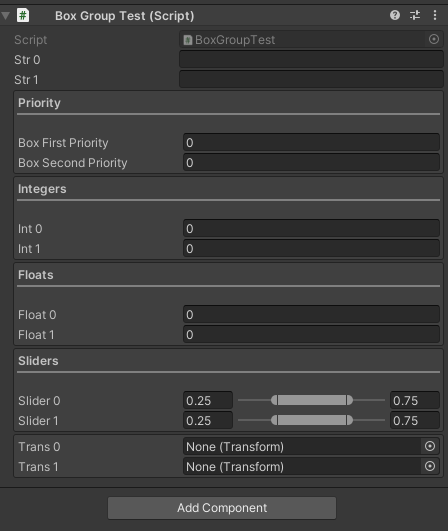 Box Group Test (Script)
Script BoxGroupTest
Str 0
Str 1
Priority
Box First Priority 0
Box Second Priority 0
Integers
Int 0 0
Int 1 0
Floats
Float 0 0
Float 1 0
Sliders
Slider 0 0.25 0.75
Slider 1 0.25 0.75
Trans 0 None (Transform)
Trans 1 None (Transform)
Add Component